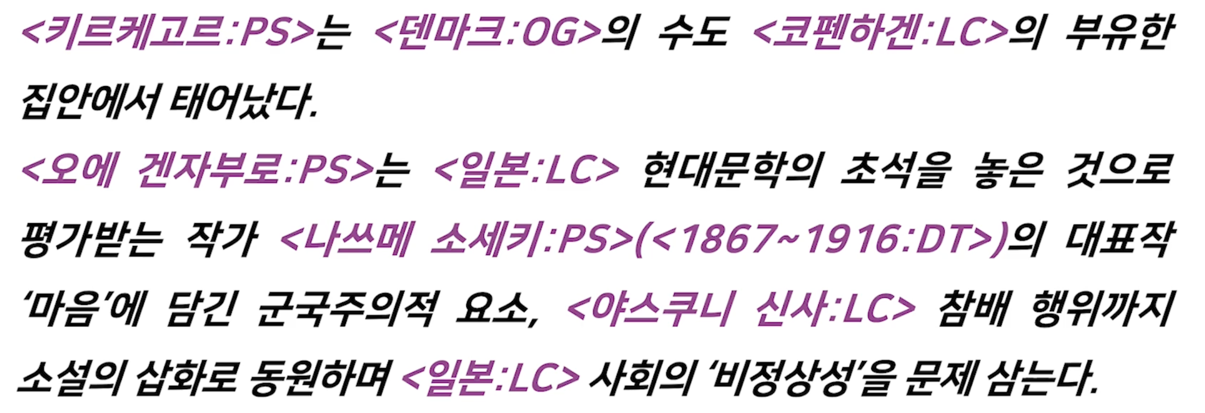 <키르케고르:PS>는 <덴마크:OG>의 수도 <코펜하겐:LC>의 부유한
집안에서 태어났다.
<오에 겐자부로:PS>는 <일본:LC> 현대문학의 초석을 놓은 것으로
평가받는 작가 <나쓰메 소세키:PS>(<1867~1916:DT>)의 대표작
‘마음’에 담긴 군국주의적 요소, <야스쿠니 신사:LC> 참배 행위까지
소설의 삽화로 동원하며 <일본:LC> 사회의 ‘비정상성’을 문제 삼는다.